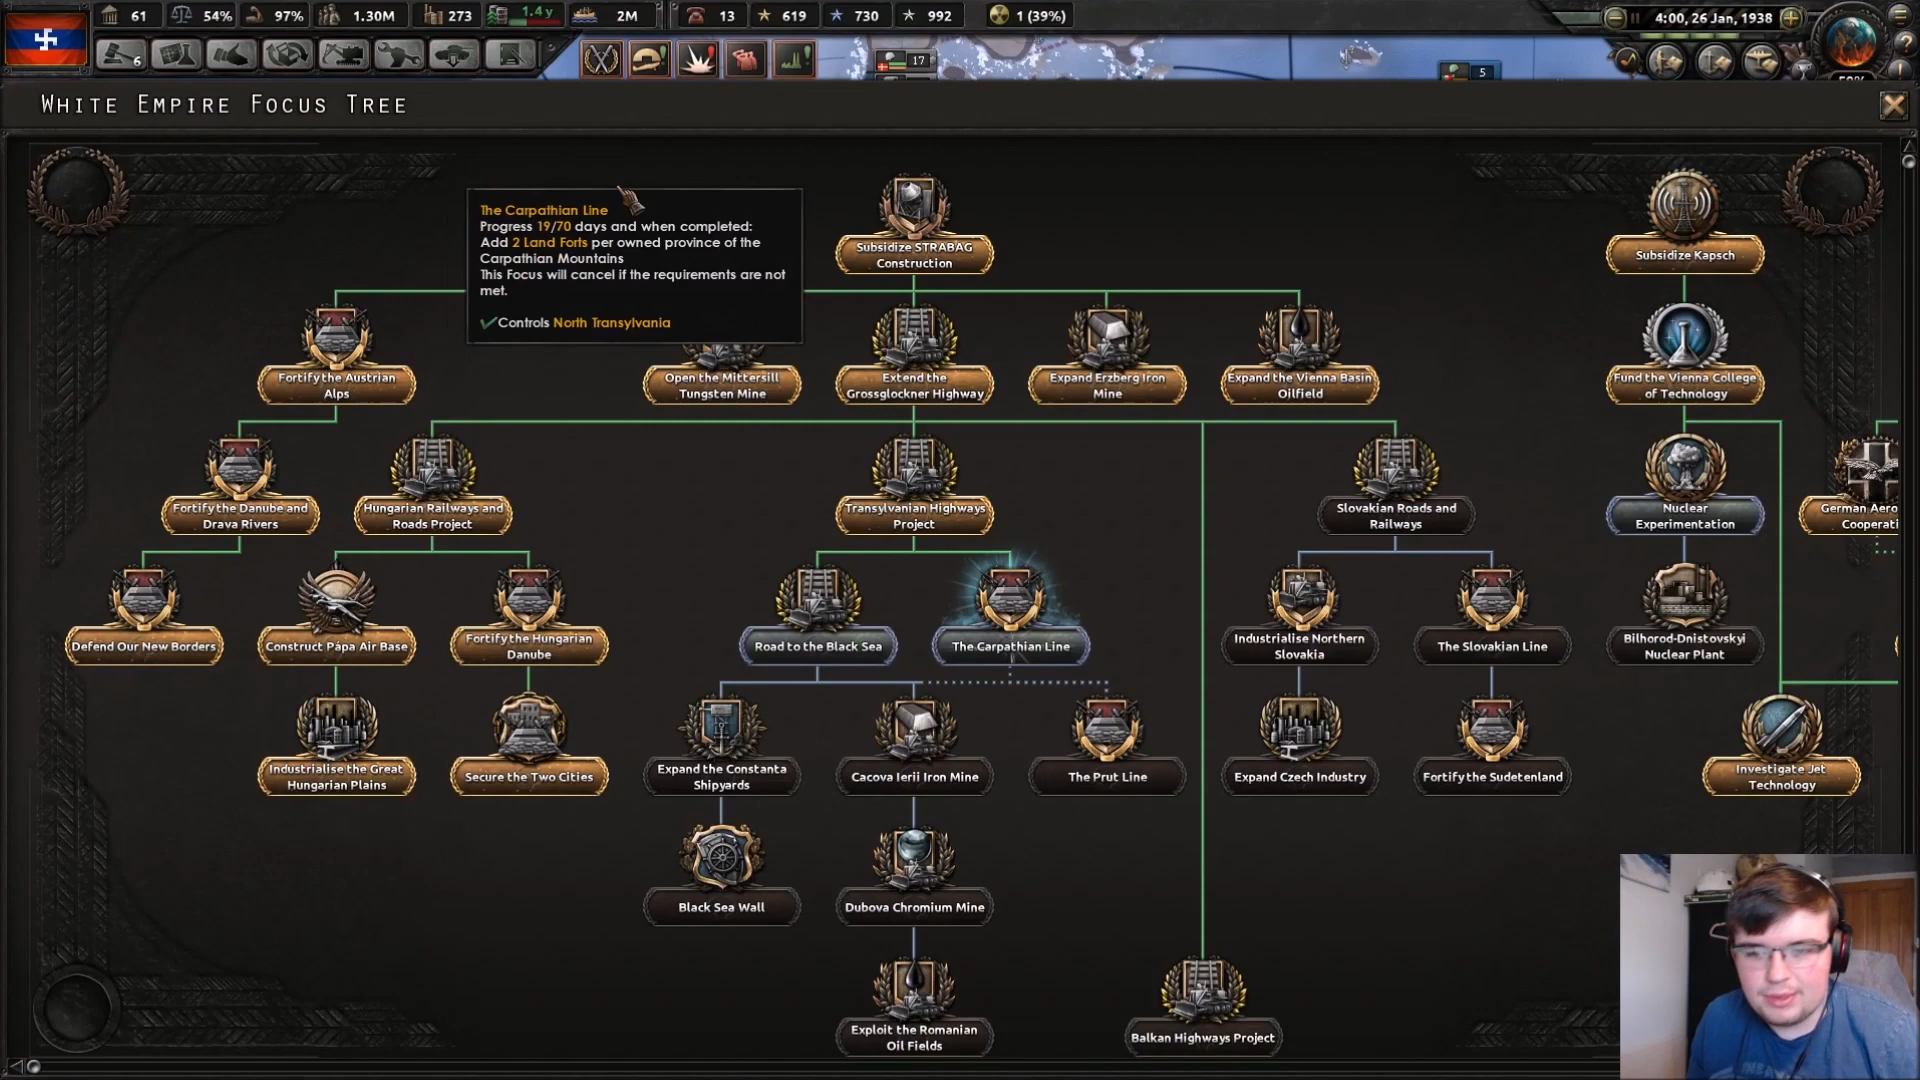 61 54% 97% 1.30M 273 1.4 y 2M 13 619 730 992 1 (39%) 4:00, 26 Jan, 1938
6 17 5
White Empire Focus Tree
The Carpathian Line
Progress 19/70 days and when completed:
Add 2 Land Forts per owned province of the
Carpathian Mountains
This Focus will cancel if the requirements are not
met.
Controls North Transylvania
Subsidize STRABAG
Construction
Subsidize Kapsch
Fortify the Austrian
Alps
Open the Mittersill
Tungsten Mine
Extend the
Grossglockner Highway
Expand Erzberg Iron
Mine
Expand the Vienna Basin
Oilfield
Fund the Vienna College
of Technology
Fortify the Danube and
Drava Rivers
Hungarian Railways and
Roads Project
Transylvanian Highways
Project
Slovakian Roads and
Railways
Nuclear
Experimentation
German Aero
Cooperati
Defend Our New Borders
Construct Pápa Air Base
Fortify the Hungarian
Danube
Road to the Black Sea
The Carpathian Line
Industrialise Northern
Slovakia
The Slovakian Line
Bilhorod-Dnistovskyi
Nuclear Plant
Industrialise the Great
Hungarian Plains
Secure the Two Cities
Expand the Constanta
Shipyards
Cacova Ierii Iron Mine
The Prut Line
Expand Czech Industry
Fortify the Sudetenland
Investigate Jet
Technology
Black Sea Wall
Dubova Chromium Mine
Exploit the Romanian
Oil Fields
Balkan Highways Project